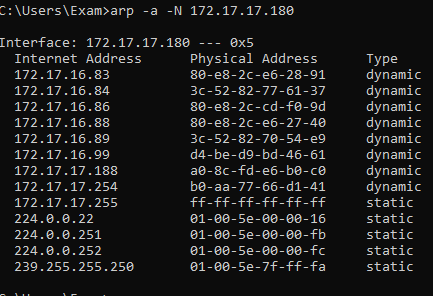 C:\Users\Exam>arp -a -N 172.17.17.180
Interface: 172.17.17.180 --- 0x5
Internet Address Physical Address Type
172.17.16.83 80-e8-2c-e6-28-91 dynamic
172.17.16.84 3c-52-82-77-61-37 dynamic
172.17.16.86 80-e8-2c-cd-f0-9d dynamic
172.17.16.88 80-e8-2c-e6-27-40 dynamic
172.17.16.89 3c-52-82-70-54-e9 dynamic
172.17.16.99 d4-be-d9-bd-46-61 dynamic
172.17.17.188 a0-8c-fd-e6-b0-c0 dynamic
172.17.17.254 b0-aa-77-66-d1-41 dynamic
172.17.17.255 ff-ff-ff-ff-ff-ff static
224.0.0.22 01-00-5e-00-00-16 static
224.0.0.251 01-00-5e-00-00-fb static
224.0.0.252 01-00-5e-00-00-fc static
239.255.255.250 01-00-5e-7f-ff-fa static